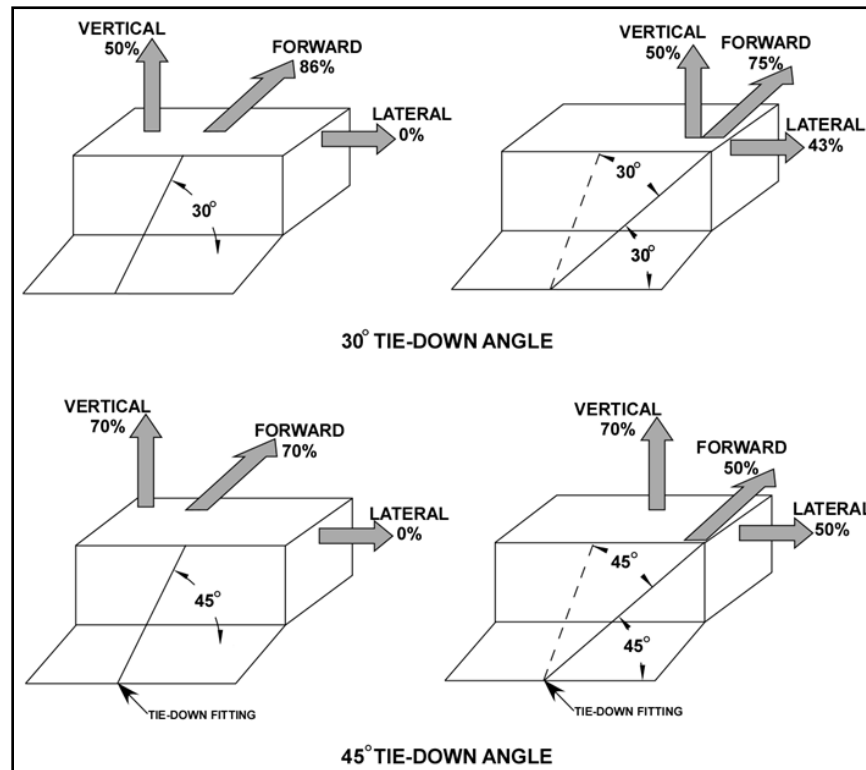 VERTICAL
50%
FORWARD
86%
LATERAL
0%
30°
VERTICAL
50%
FORWARD
75%
LATERAL
43%
30°
30°
30° TIE-DOWN ANGLE
VERTICAL
70%
FORWARD
70%
LATERAL
0%
45°
TIE-DOWN FITTING
VERTICAL
70%
FORWARD
50%
LATERAL
50%
45°
45°
TIE-DOWN FITTING
45° TIE-DOWN ANGLE